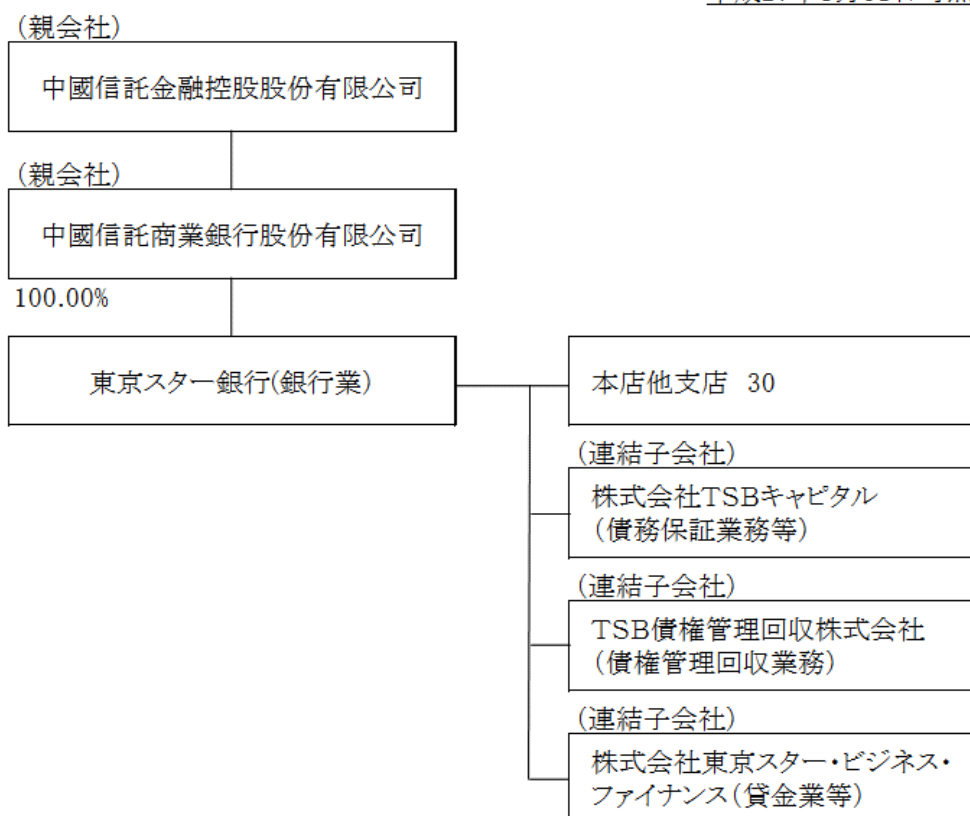 (親会社)
中國信託金融控股股份有限公司
(親会社)
中國信託商業銀行股份有限公司
100.00%
東京スター銀行(銀行業)
本店他支店 30
(連結子会社)
株式会社TSBキャピタル
(債務保証業務等)
(連結子会社)
TSB債権管理回収株式会社
(債権管理回収業務)
(連結子会社)
株式会社東京スター・ビジネス・
ファイナンス(貸金業等)